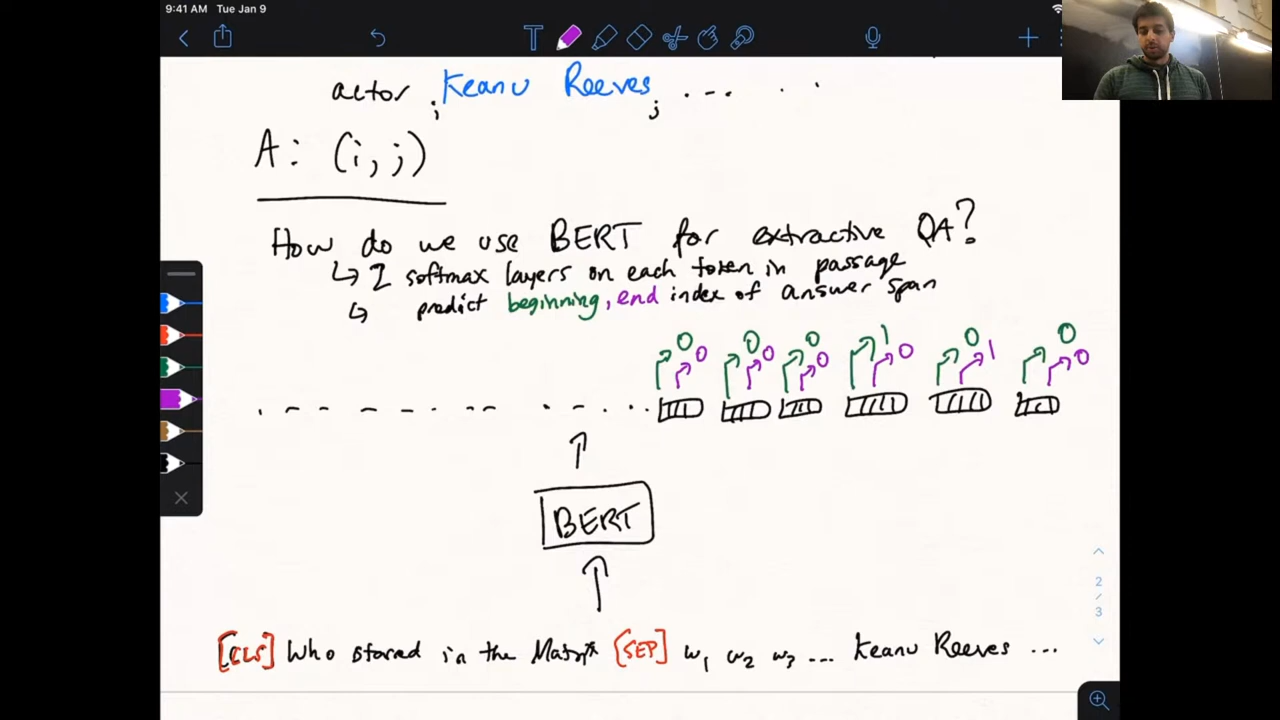 9:41 AM Tue Jan 9
actor, Keanu Reeves, ... . .
i j
A: (i, j)
How do we use BERT for extractive QA?
↳ 2 softmax layers on each token in passage
↳ predict beginning, end index of answer span
0 0 0 0 0 0 1 0 0 1 0 0
BERT
2
/
3
[CLS] Who starred in the Matrix [SEP] w1 w2 w3 ... Keanu Reeves ...